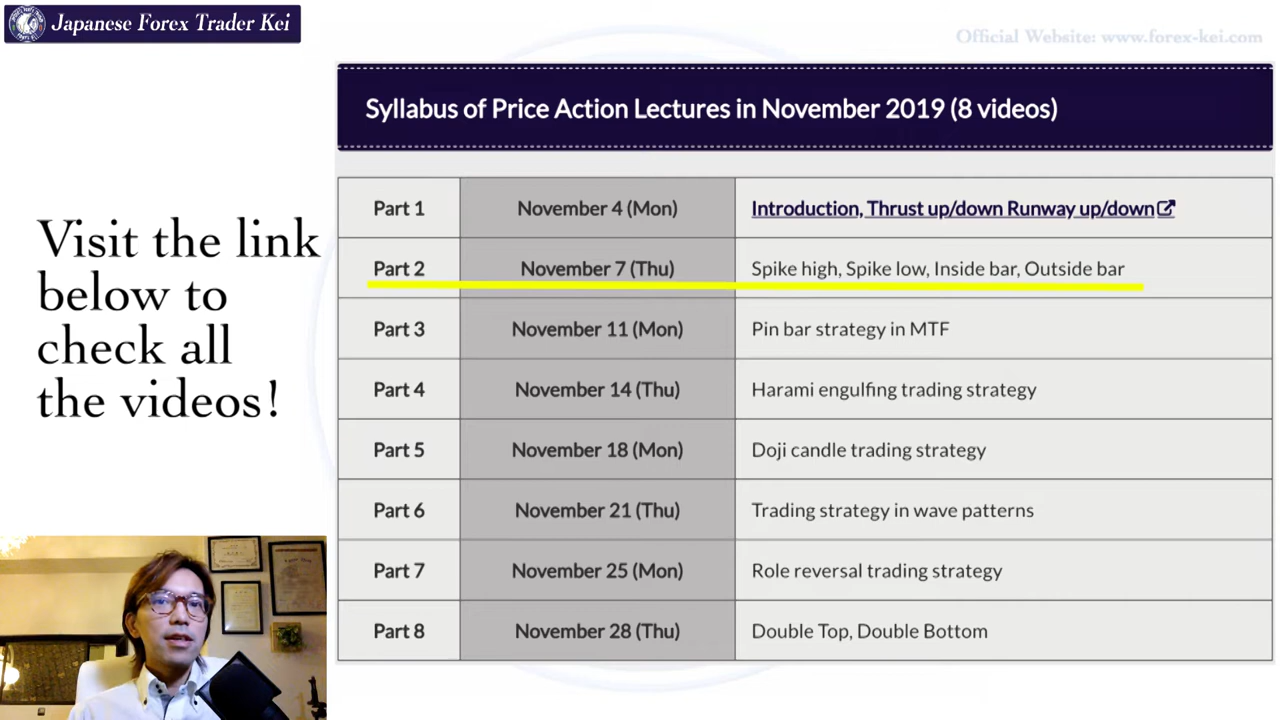 Japanese Forex Trader Kei
Official Website: www.forex-kei.com
Syllabus of Price Action Lectures in November 2019 (8 videos)
Part 1 November 4 (Mon) Introduction, Thrust up/down Runway up/down
Part 2 November 7 (Thu) Spike high, Spike low, Inside bar, Outside bar
Part 3 November 11 (Mon) Pin bar strategy in MTF
Part 4 November 14 (Thu) Harami engulfing trading strategy
Part 5 November 18 (Mon) Doji candle trading strategy
Part 6 November 21 (Thu) Trading strategy in wave patterns
Part 7 November 25 (Mon) Role reversal trading strategy
Part 8 November 28 (Thu) Double Top, Double Bottom
Visit the link
below to
check all
the videos!